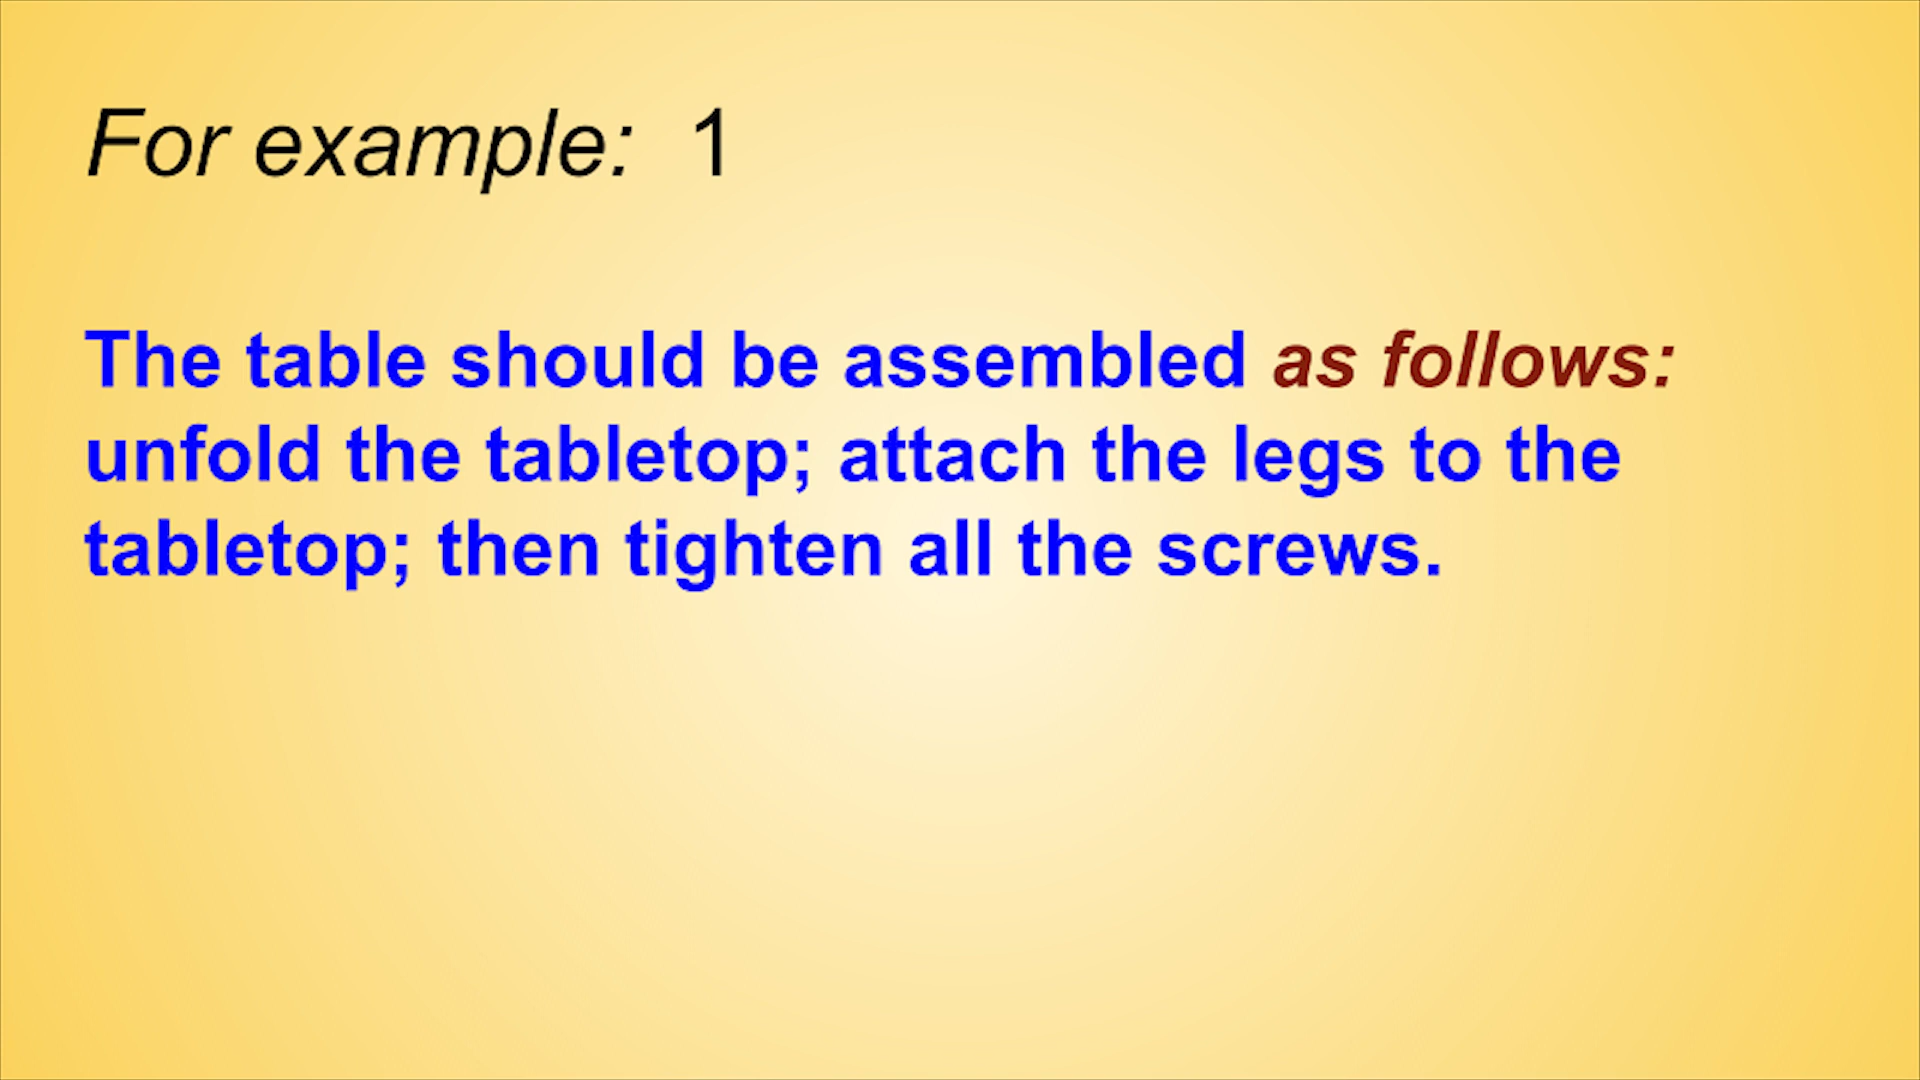 For example: 1
The table should be assembled as follows:
unfold the tabletop; attach the legs to the
tabletop; then tighten all the screws.